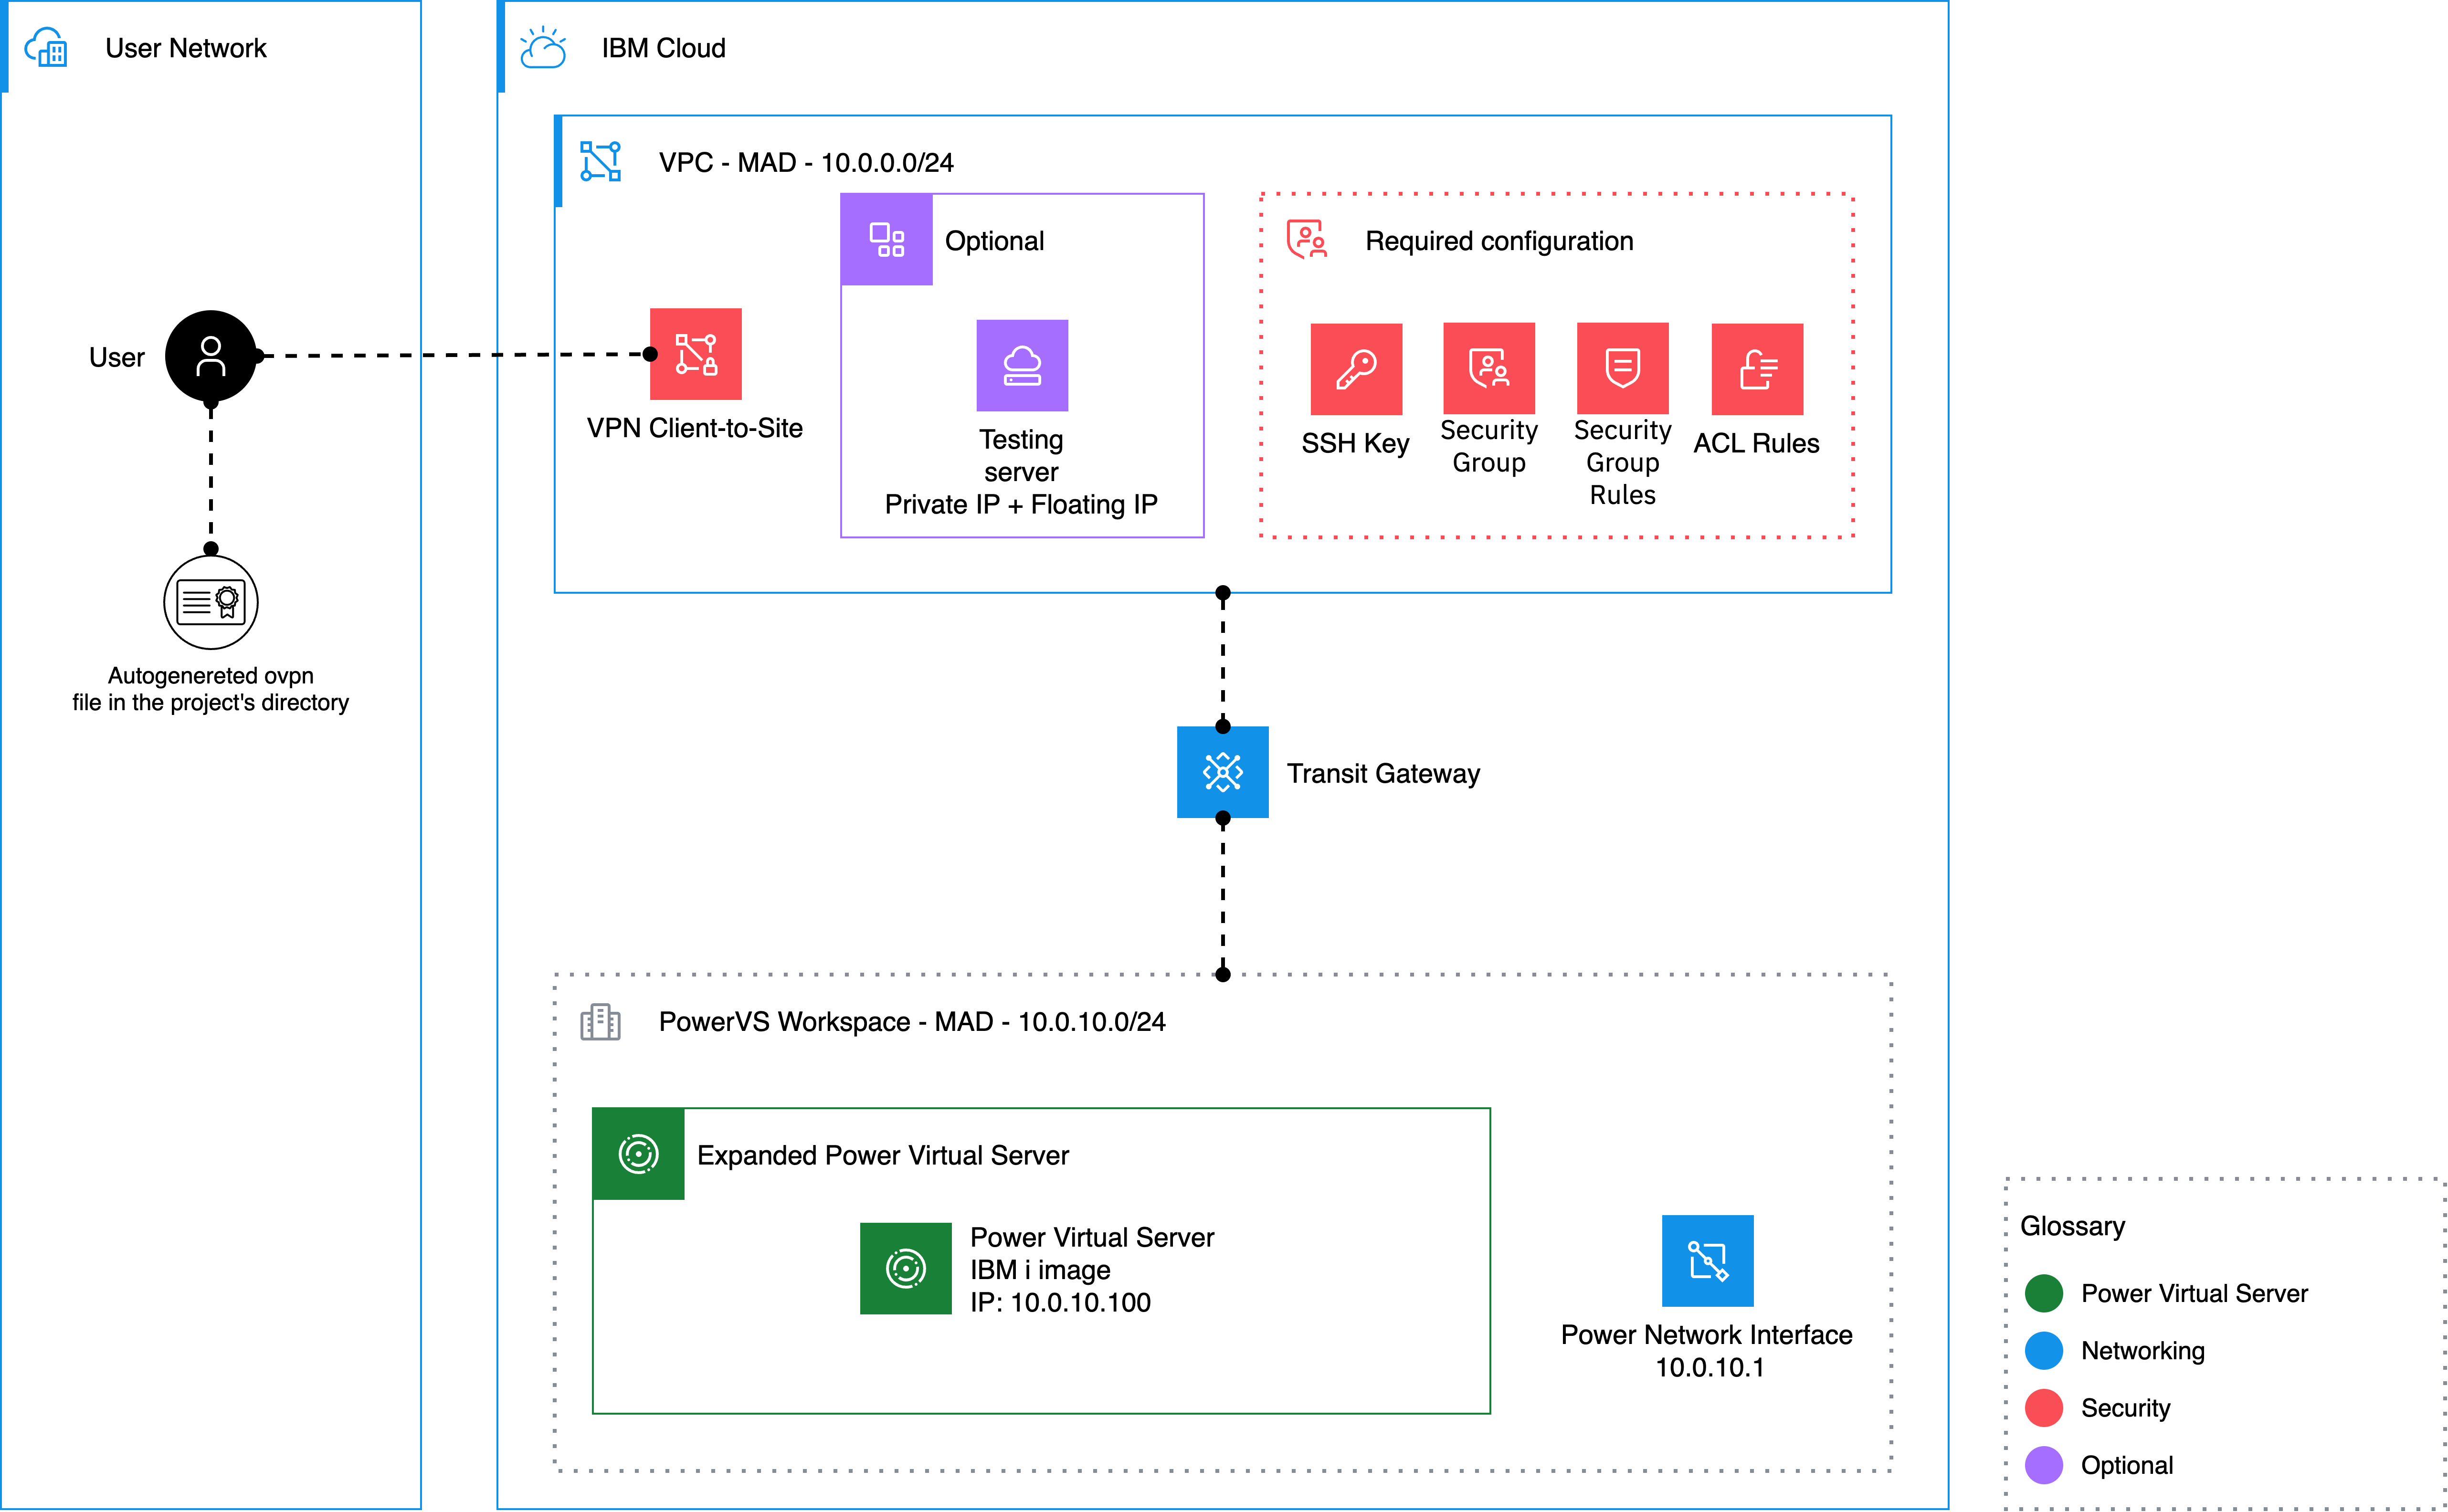 User Network
IBM Cloud
VPC - MAD - 10.0.0.0/24
Optional
Required configuration
User
VPN Client-to-Site
Testing
server
Private IP + Floating IP
SSH Key
Security
Group
Security
Group
Rules
ACL Rules
Autogenereted ovpn
file in the project's directory
Transit Gateway
PowerVS Workspace - MAD - 10.0.10.0/24
Expanded Power Virtual Server
Power Virtual Server
IBM i image
IP: 10.0.10.100
Power Network Interface
10.0.10.1
Glossary
Power Virtual Server
Networking
Security
Optional